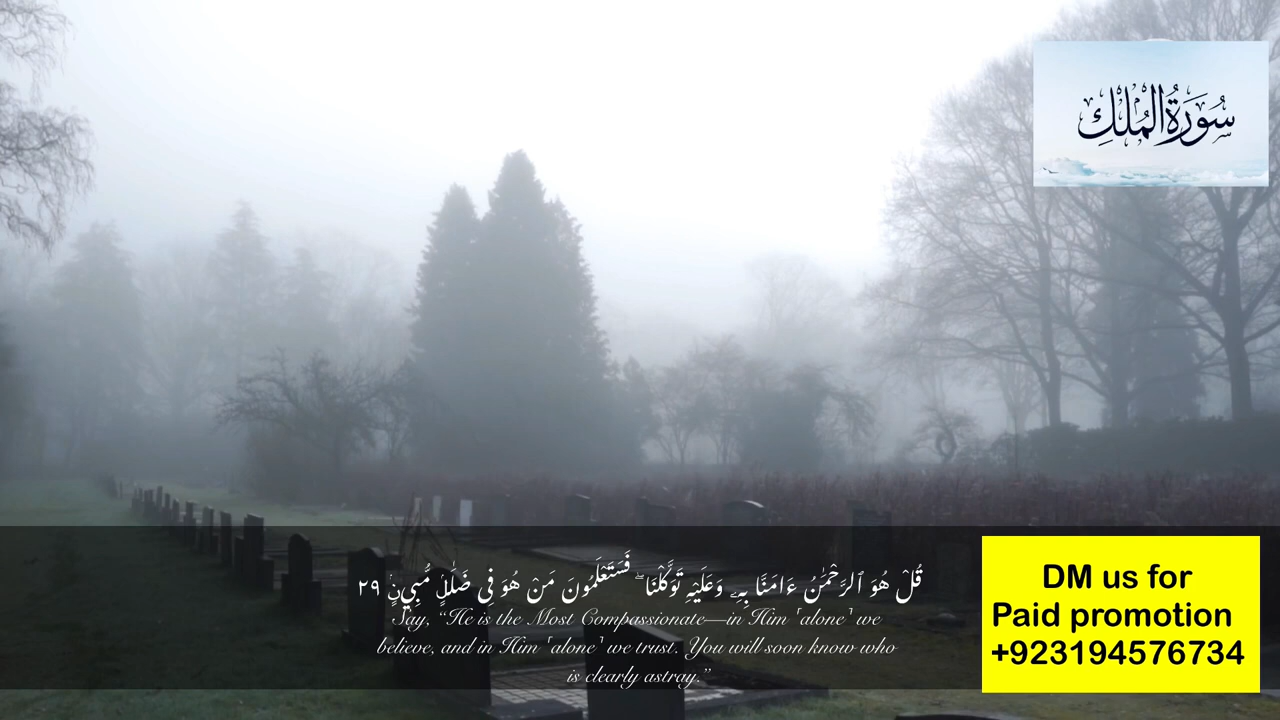 سُورَةُ الْمُلْكِ
قُلْ هُوَ ٱلرَّحْمَٰنُ ءَامَنَّا بِهِۦ وَعَلَيْهِ تَوَكَّلْنَا ۖ فَسَتَعْلَمُونَ مَنْ هُوَ فِى ضَلَٰلٍ مُّبِينٍ ٢٩
Say, “He is the Most Compassionate—in Him ˹alone˺ we
believe, and in Him ˹alone˺ we trust. You will soon know who
is clearly astray.”
DM us for
Paid promotion
+923194576734